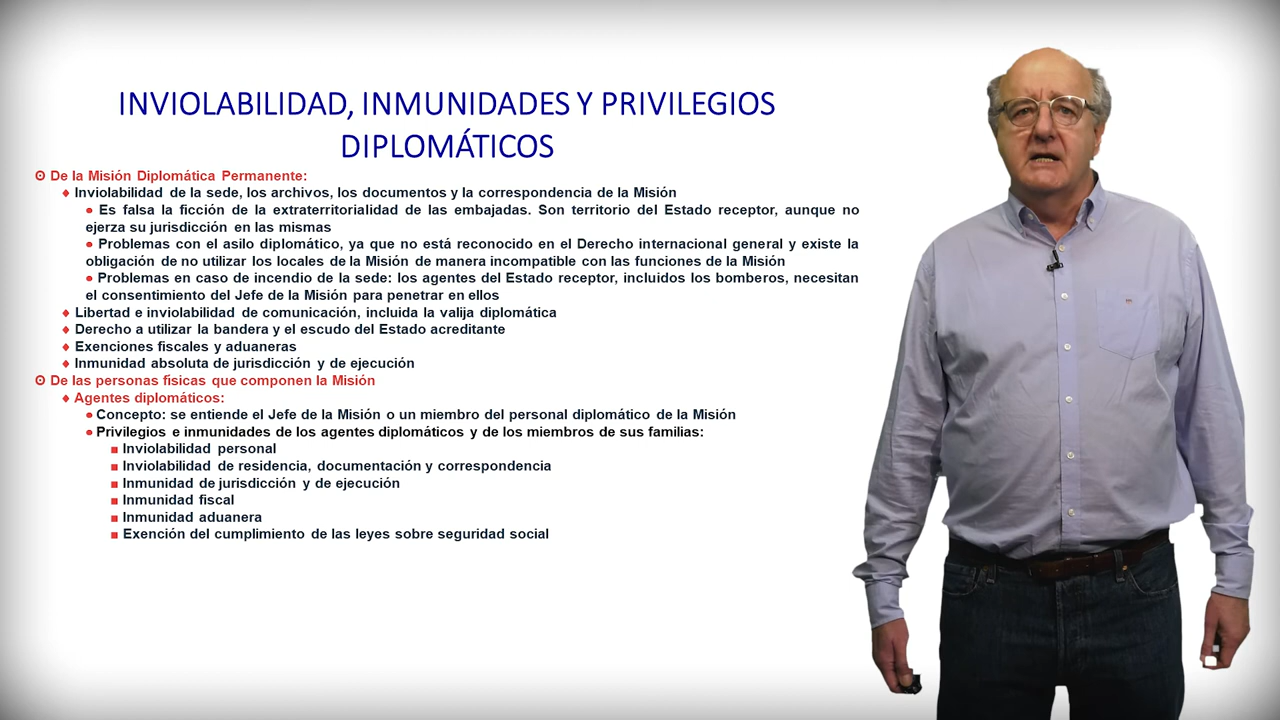 INVIOLABILIDAD, INMUNIDADES Y PRIVILEGIOS
DIPLOMÁTICOS
De la Misión Diplomática Permanente:
Inviolabilidad de la sede, los archivos, los documentos y la correspondencia de la Misión
Es falsa la ficción de la extraterritorialidad de las embajadas. Son territorio del Estado receptor, aunque no
ejerza su jurisdicción en las mismas
Problemas con el asilo diplomático, ya que no está reconocido en el Derecho internacional general y existe la
obligación de no utilizar los locales de la Misión de manera incompatible con las funciones de la Misión
Problemas en caso de incendio de la sede: los agentes del Estado receptor, incluidos los bomberos, necesitan
el consentimiento del Jefe de la Misión para penetrar en ellos
Libertad e inviolabilidad de comunicación, incluida la valija diplomática
Derecho a utilizar la bandera y el escudo del Estado acreditante
Exenciones fiscales y aduaneras
Inmunidad absoluta de jurisdicción y de ejecución
De las personas físicas que componen la Misión
Agentes diplomáticos:
Concepto: se entiende el Jefe de la Misión o un miembro del personal diplomático de la Misión
Privilegios e inmunidades de los agentes diplomáticos y de los miembros de sus familias:
Inviolabilidad personal
Inviolabilidad de residencia, documentación y correspondencia
Inmunidad de jurisdicción y de ejecución
Inmunidad fiscal
Inmunidad aduanera
Exención del cumplimiento de las leyes sobre seguridad social